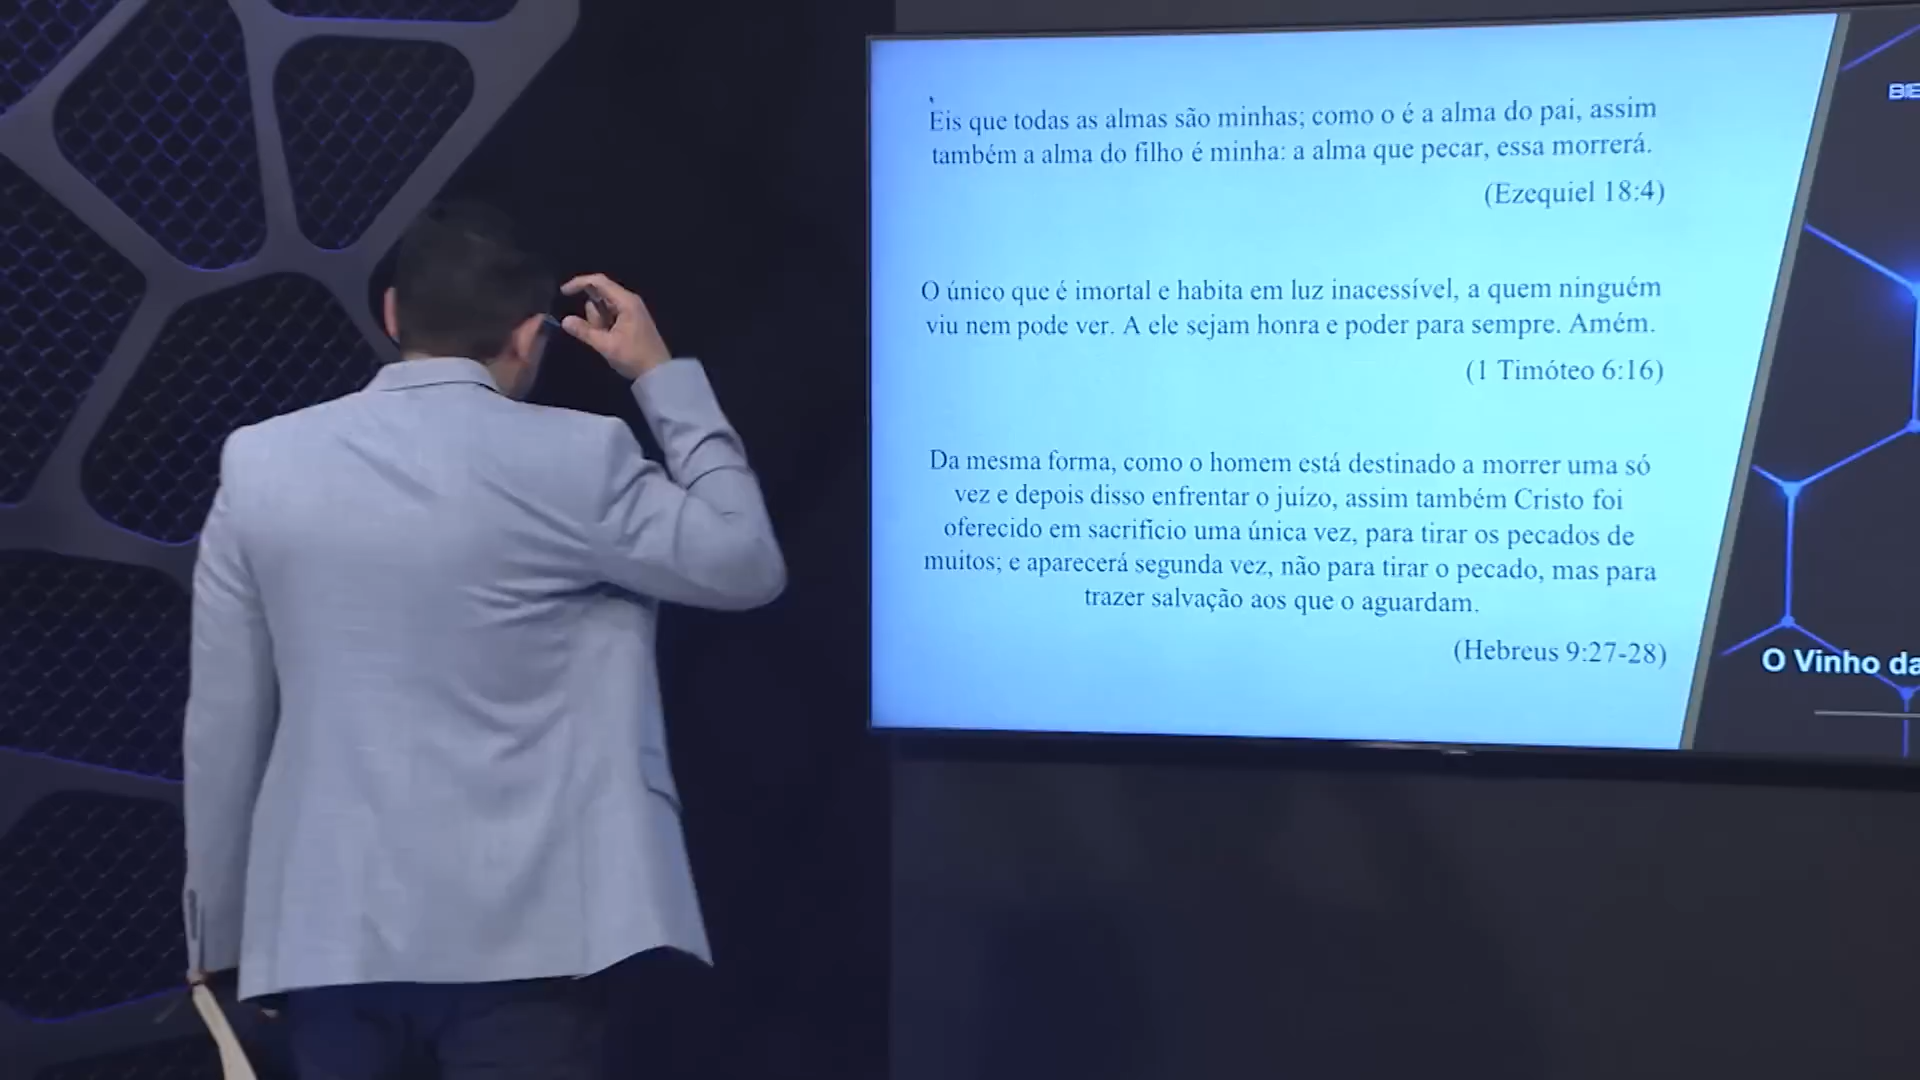 Eis que todas as almas são minhas; como o é a alma do pai, assim
também a alma do filho é minha: a alma que pecar, essa morrerá.
(Ezequiel 18:4)
O único que é imortal e habita em luz inacessível, a quem ninguém
viu nem pode ver. A ele sejam honra e poder para sempre. Amém.
(1 Timóteo 6:16)
Da mesma forma, como o homem está destinado a morrer uma só
vez e depois disso enfrentar o juízo, assim também Cristo foi
oferecido em sacrifício uma única vez, para tirar os pecados de
muitos; e aparecerá segunda vez, não para tirar o pecado, mas para
trazer salvação aos que o aguardam.
(Hebreus 9:27-28)
O Vinho da